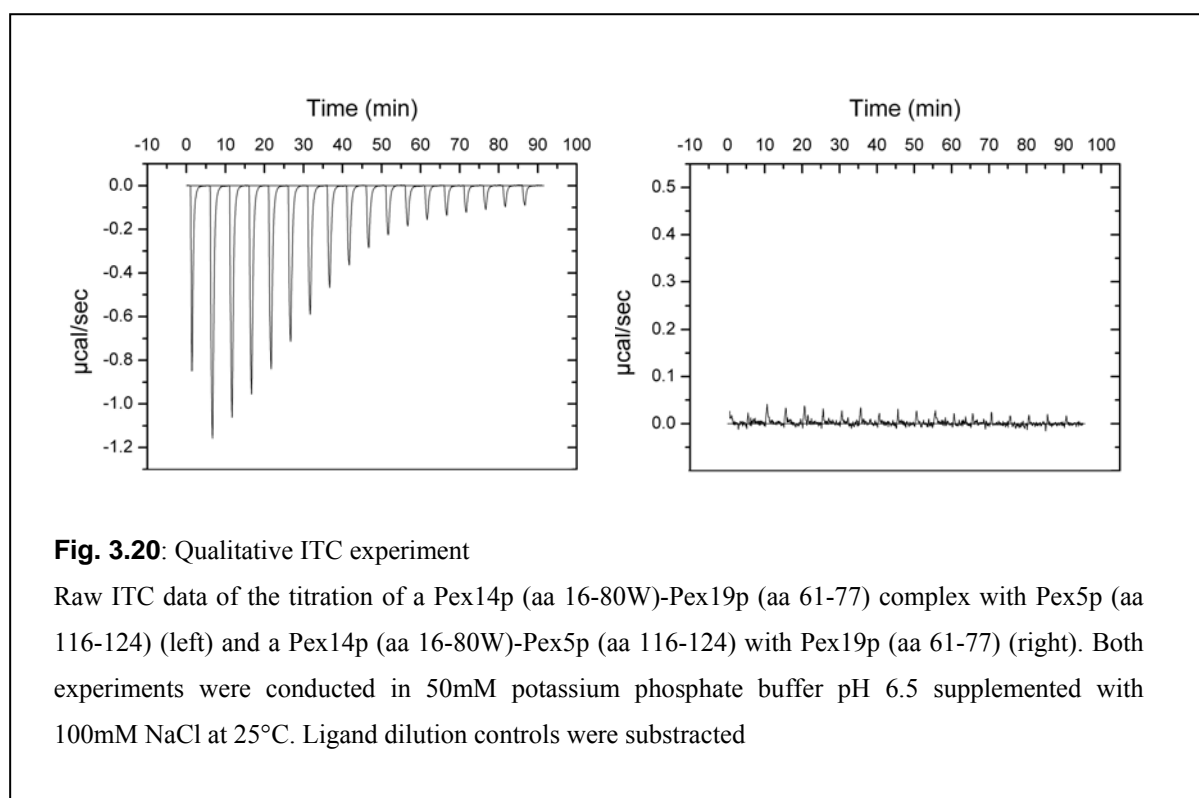 Time (min)
-10 0 10 20 30 40 50 60 70 80 90 100
0.0
-0.2
-0.4
-0.6
-0.8
-1.0
-1.2
µcal/sec
Time (min)
-10 0 10 20 30 40 50 60 70 80 90 100
0.5
0.4
0.3
0.2
0.1
0.0
µcal/sec
Fig. 3.20: Qualitative ITC experiment
Raw ITC data of the titration of a Pex14p (aa 16-80W)-Pex19p (aa 61-77) complex with Pex5p (aa
116-124) (left) and a Pex14p (aa 16-80W)-Pex5p (aa 116-124) with Pex19p (aa 61-77) (right). Both
experiments were conducted in 50mM potassium phosphate buffer pH 6.5 supplemented with
100mM NaCl at 25°C. Ligand dilution controls were substracted